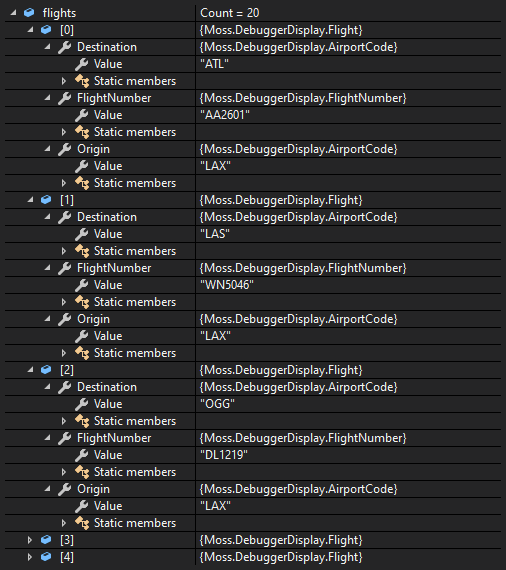 flights Count = 20
[0] {Moss.DebuggerDisplay.Flight}
Destination {Moss.DebuggerDisplay.AirportCode}
Value "ATL"
Static members
FlightNumber {Moss.DebuggerDisplay.FlightNumber}
Value "AA2601"
Static members
Origin {Moss.DebuggerDisplay.AirportCode}
Value "LAX"
Static members
[1] {Moss.DebuggerDisplay.Flight}
Destination {Moss.DebuggerDisplay.AirportCode}
Value "LAS"
Static members
FlightNumber {Moss.DebuggerDisplay.FlightNumber}
Value "WN5046"
Static members
Origin {Moss.DebuggerDisplay.AirportCode}
Value "LAX"
Static members
[2] {Moss.DebuggerDisplay.Flight}
Destination {Moss.DebuggerDisplay.AirportCode}
Value "OGG"
Static members
FlightNumber {Moss.DebuggerDisplay.FlightNumber}
Value "DL1219"
Static members
Origin {Moss.DebuggerDisplay.AirportCode}
Value "LAX"
Static members
[3] {Moss.DebuggerDisplay.Flight}
[4] {Moss.DebuggerDisplay.Flight}